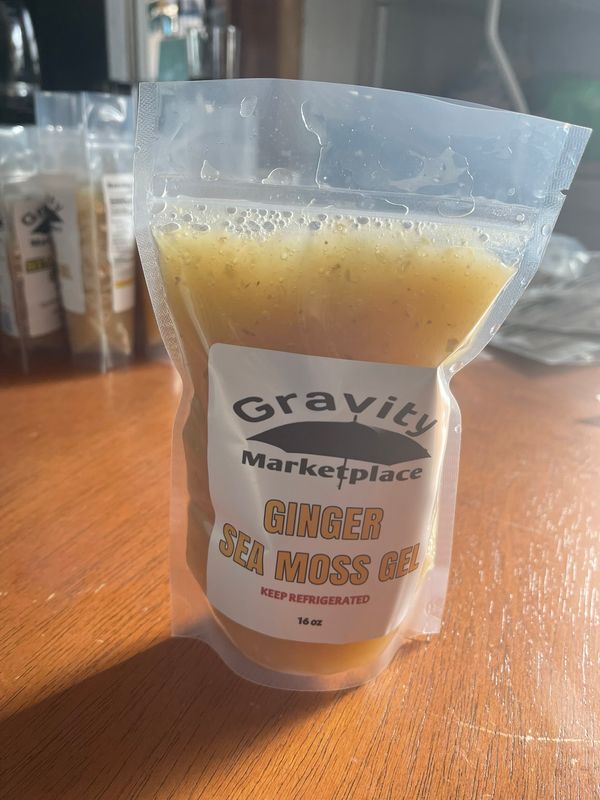 Gravity
Marketplace
GINGER
SEA MOSS GEL
KEEP REFRIGERATED
16 oz